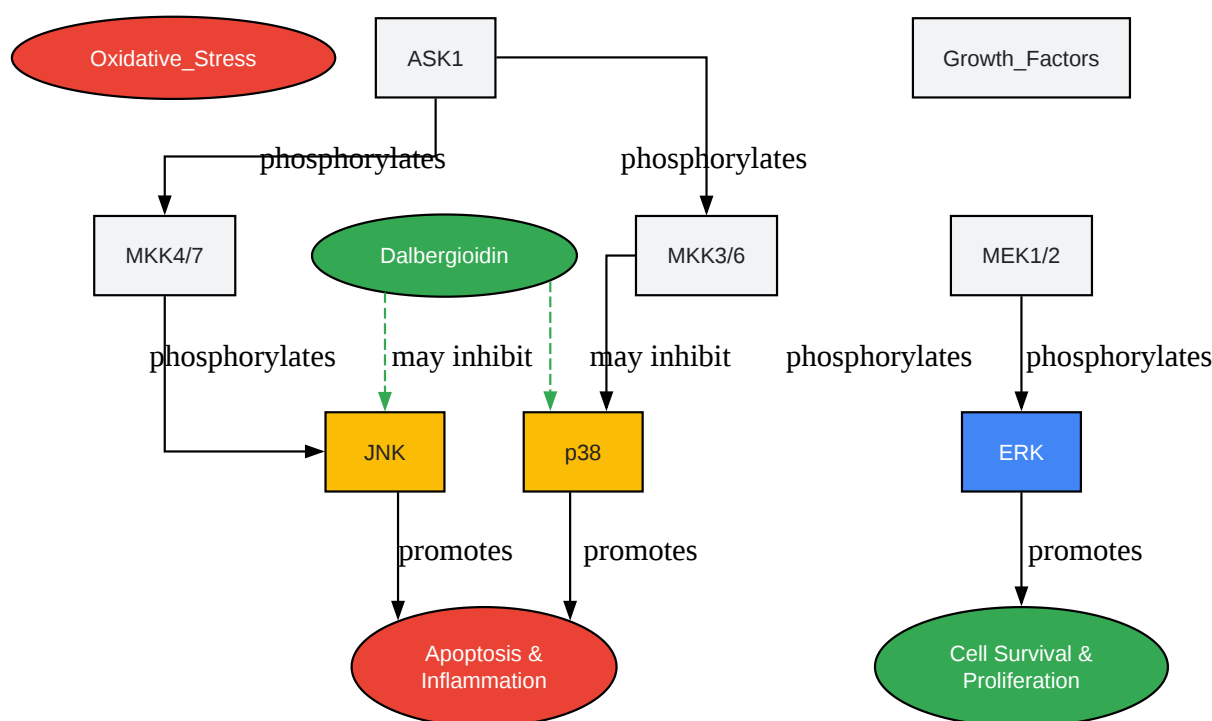 Oxidative_Stress
ASK1
Growth_Factors
phosphorylates
phosphorylates
MKK4/7
Dalbergioidin
MKK3/6
MEK1/2
phosphorylates
may inhibit
may inhibit
phosphorylates
phosphorylates
JNK
p38
ERK
promotes
promotes
promotes
Apoptosis &
Inflammation
Cell Survival &
Proliferation